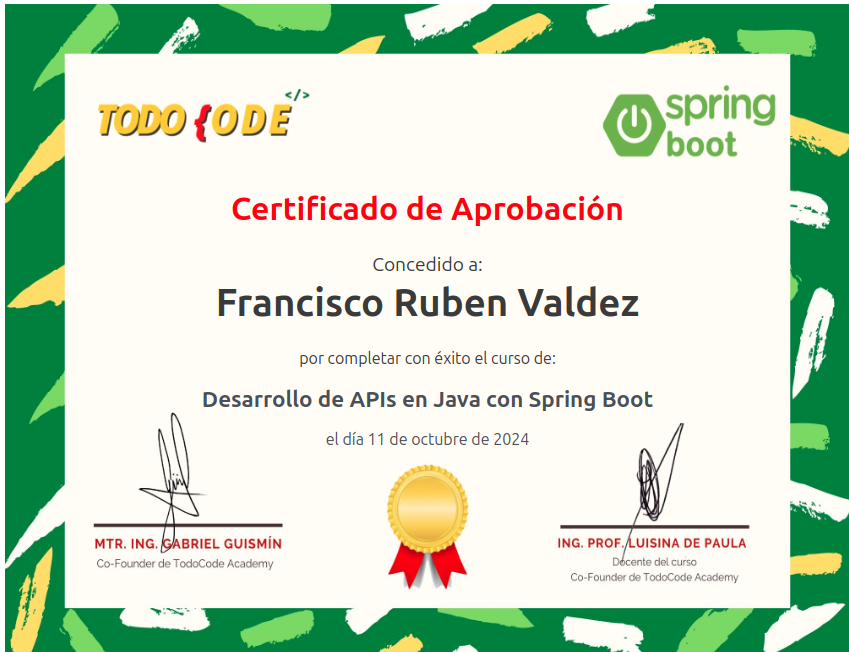 </>
TODO {ODE
spring
boot
Certificado de Aprobación
Concedido a:
Francisco Ruben Valdez
por completar con éxito el curso de:
Desarrollo de APIs en Java con Spring Boot
el día 11 de octubre de 2024
MTR. ING. GABRIEL GUISMÍN
Co-Founder de TodoCode Academy
ING. PROF. LUISINA DE PAULA
Docente del curso
Co-Founder de TodoCode Academy